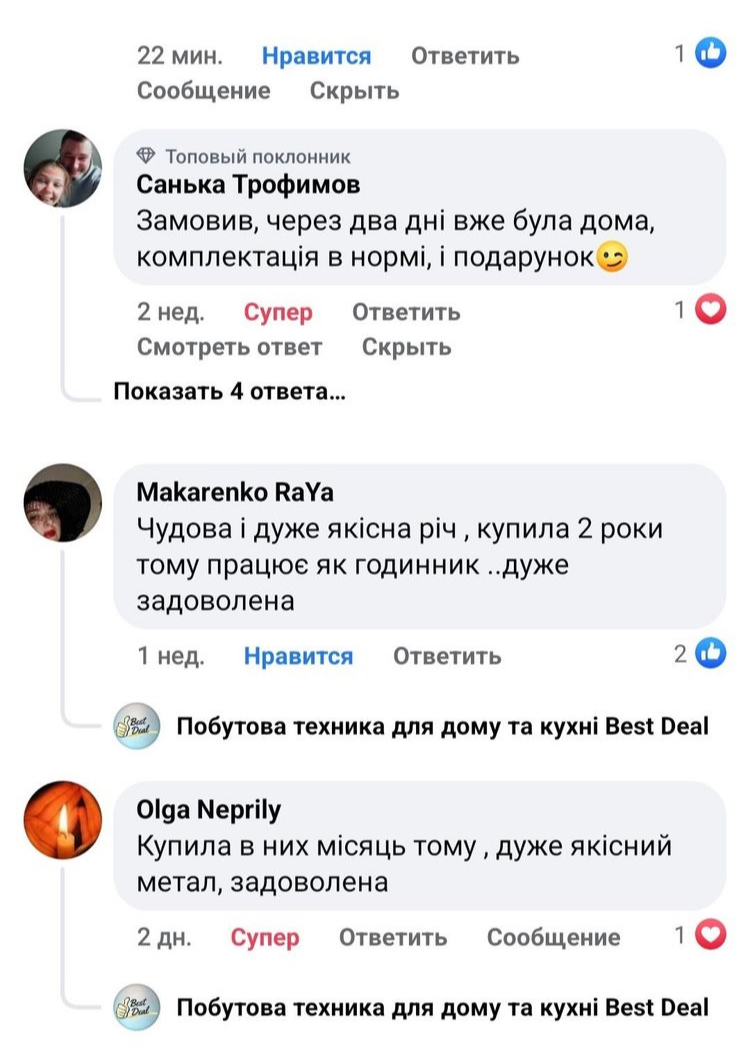 22 мин. Нравится Ответить 1
Сообщение Скрыть
Топовый поклонник
Санька Трофимов
Замовив, через два дні вже була дома,
комплектація в нормі, і подарунок😉
2 нед. Супер Ответить 1
Смотреть ответ Скрыть
Показать 4 ответа...
Makarenko RaYa
Чудова і дуже якісна річ , купила 2 роки
тому працює як годинник ..дуже
задоволена
1 нед. Нравится Ответить 2
Best Deal Побутова техника для дому та кухні Best Deal
Olga Neprily
Купила в них місяць тому , дуже якісний
метал, задоволена
2 дн. Супер Ответить Сообщение 1
Best Deal Побутова техника для дому та кухні Best Deal